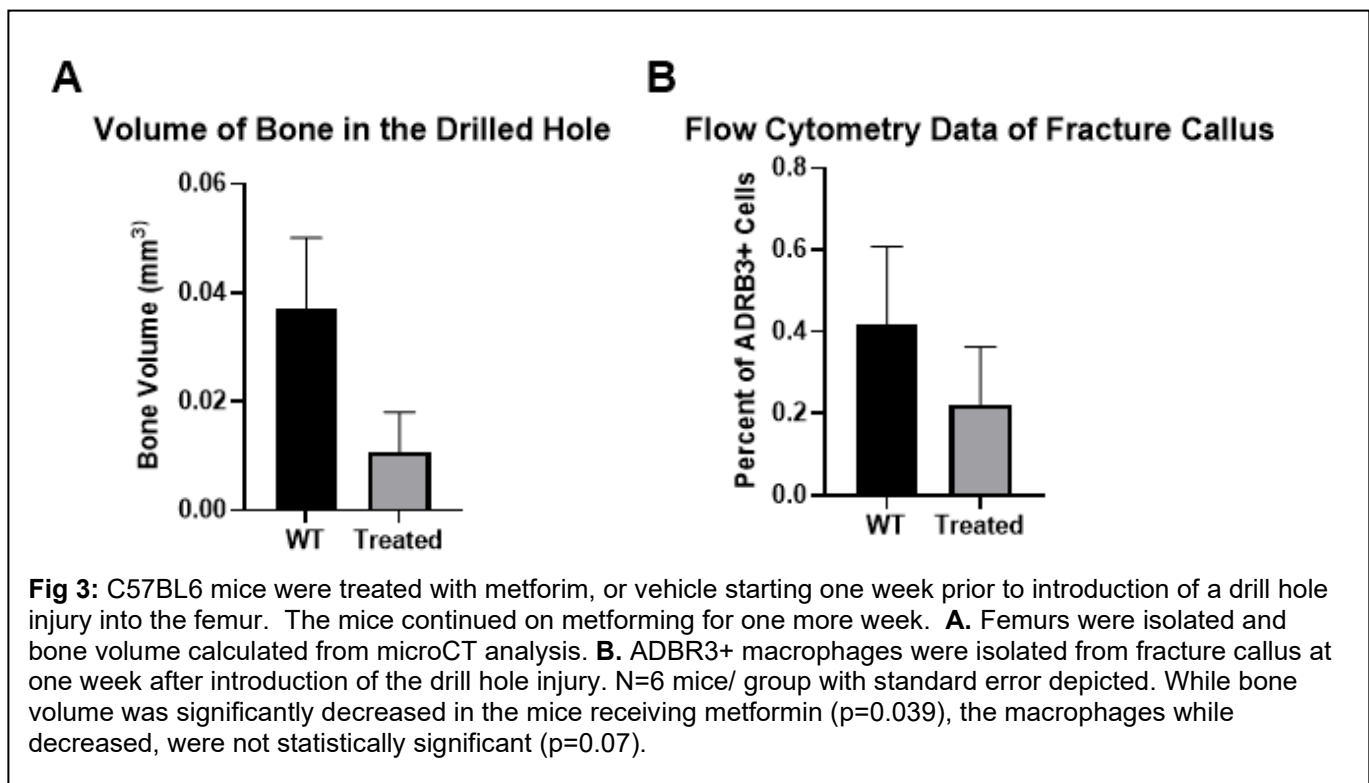 A
B
Volume of Bone in the Drilled Hole
Flow Cytometry Data of Fracture Callus
Bone Volume (mm³)
0.06
0.04
0.02
0.00
WT Treated
Percent of ADRB3+ Cells
0.8
0.6
0.4
0.2
0.0
WT Treated
Fig 3: C57BL6 mice were treated with metforim, or vehicle starting one week prior to introduction of a drill hole
injury into the femur. The mice continued on metforming for one more week. A. Femurs were isolated and
bone volume calculated from microCT analysis. B. ADBR3+ macrophages were isolated from fracture callus at
one week after introduction of the drill hole injury. N=6 mice/ group with standard error depicted. While bone
volume was significantly decreased in the mice receiving metformin (p=0.039), the macrophages while
decreased, were not statistically significant (p=0.07).